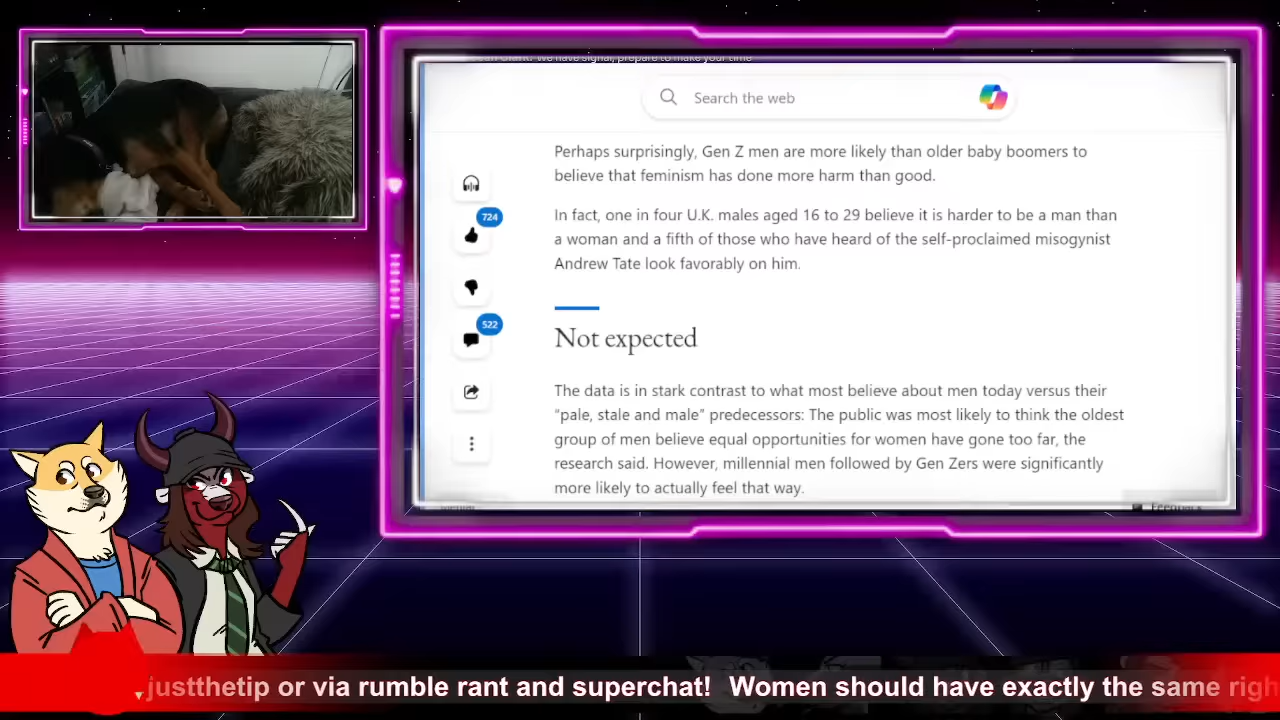 Search the web
Perhaps surprisingly, Gen Z men are more likely than older baby boomers to
believe that feminism has done more harm than good.
In fact, one in four U.K. males aged 16 to 29 believe it is harder to be a man than
a woman and a fifth of those who have heard of the self-proclaimed misogynist
Andrew Tate look favorably on him.
724
522
Not expected
The data is in stark contrast to what most believe about men today versus their
“pale, stale and male” predecessors: The public was most likely to think the oldest
group of men believe equal opportunities for women have gone too far, the
research said. However, millennial men followed by Gen Zers were significantly
more likely to actually feel that way.
justthetip or via rumble rant and superchat! Women should have exactly the same righ